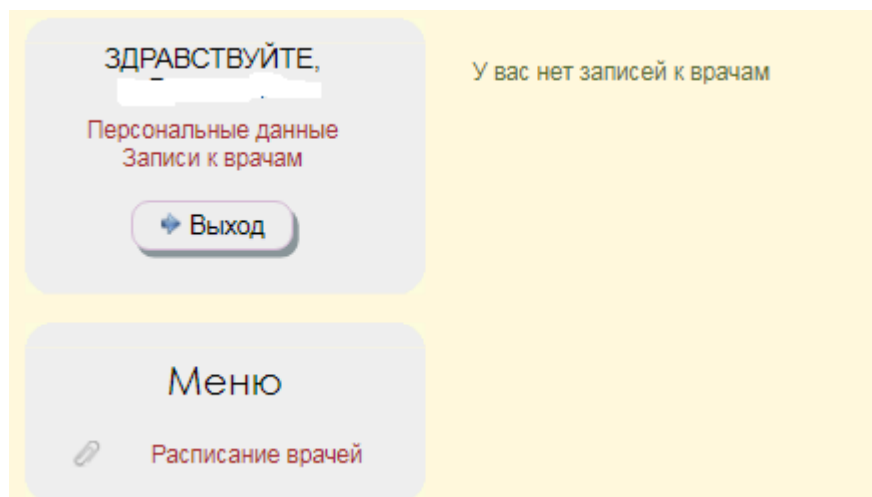 ЗДРАВСТВУЙТЕ,
Персональные данные
Записи к врачам
Выход
Меню
Расписание врачей
У вас нет записей к врачам